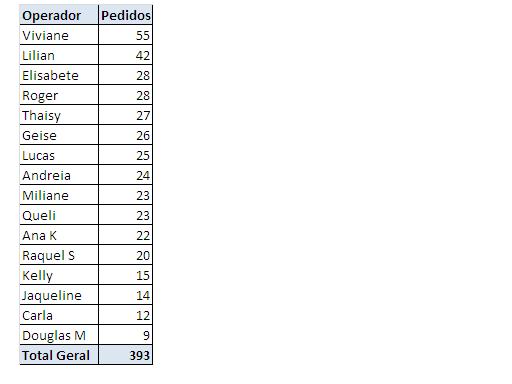 Operador Pedidos
Viviane 55
Lilian 42
Elisabete 28
Roger 28
Thaisy 27
Geise 26
Lucas 25
Andreia 24
Miliane 23
Queli 23
Ana K 22
Raquel S 20
Kelly 15
Jaqueline 14
Carla 12
Douglas M 9
Total Geral 393